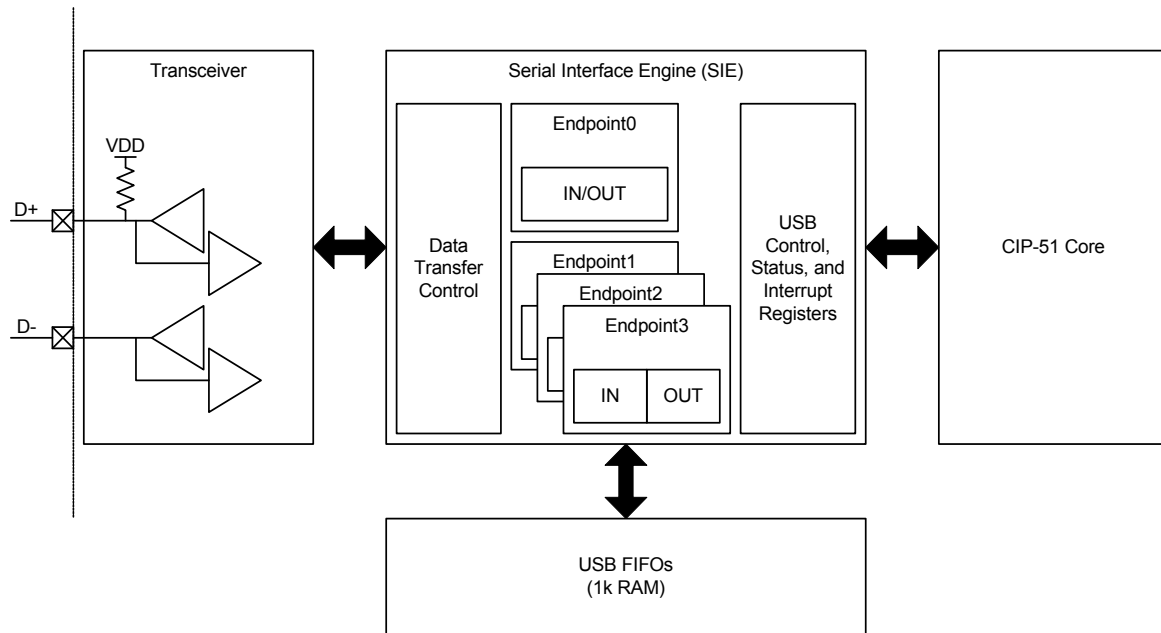 Transceiver
VDD
D+
D-
Serial Interface Engine (SIE)
Data
Transfer
Control
Endpoint0
IN/OUT
Endpoint1
Endpoint2
Endpoint3
IN
OUT
USB
Control,
Status, and
Interrupt
Registers
CIP-51 Core
USB FIFOs
(1k RAM)